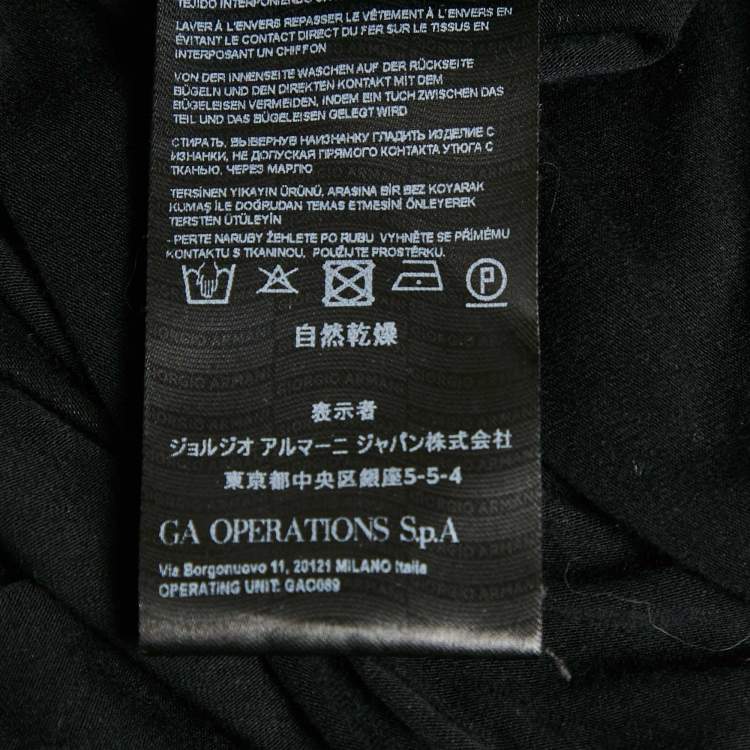 TEJIDO INTERPONIENDO
LAVER À L'ENVERS REPASSER LE VÊTEMENT À L'ENVERS EN
ÉVITANT LE CONTACT DIRECT DU FER SUR LE TISSUS EN
INTERPOSANT UN CHIFFON
VON DER INNENSEITE WASCHEN AUF DER RÜCKSEITE
BÜGELN UND DEN DIREKTEN KONTAKT MIT DEM
BÜGELEISEN VERMEIDEN, INDEM EIN TUCH ZWISCHEN DAS
TEIL UND DAS BÜGELEISEN GELEGT WIRD
СТИРАТЬ, ВЫВЕРНУВ НАИЗНАНКУ ГЛАДИТЬ ИЗДЕЛИЕ С
ИЗНАНКИ, НЕ ДОПУСКАЯ ПРЯМОГО КОНТАКТА УТЮГА С
ТКАНЬЮ, ЧЕРЕЗ МАРЛЮ
TERSİNEN YIKAYIN ÜRÜNÜ, ARASINA BİR BEZ KOYARAK
KUMAŞ İLE DOĞRUDAN TEMAS ETMESİNİ ÖNLEYEREK
TERSTEN ÜTÜLEYİN
- PERTE NARUBY ŽEHLETE PO RUBU VYHNĚTE SE PŘÍMÉMU
KONTAKTU S TKANINOU, POUŽIJTE PROSTĚRKU.
P
自然乾燥
GIORGIO ARMANI
表示者
ジョルジオ アルマーニ ジャパン株式会社
東京都中央区銀座5-5-4
GA OPERATIONS S.p.A
Via Borgonuovo 11, 20121 MILANO Italia
OPERATING UNIT: GAO089